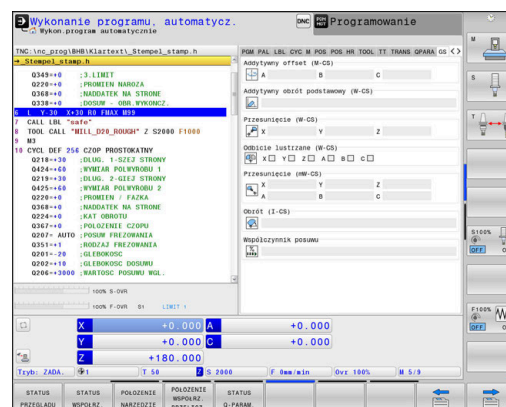 Wykonanie programu, automatycz.
Wykon.program automatycznie
DNC
Programowanie
TNC:\nc_prog\BHB\Klartext\_Stempel_stamp.h
→_Stempel_stamp.h
Q349=+0 ;3.LIMIT
Q220=+0 ;PROMIEN NAROZA
Q368=+0 ;NADDATEK NA STRONE
Q338=+0 ;DOSUW - OBR.WYKONCZ.
6 L Y-30 X+30 R0 FMAX M99
7 CALL LBL "safe"
8 TOOL CALL "MILL_D20_ROUGH" Z S2000 F1000
9 M3
10 CYCL DEF 256 CZOP PROSTOKATNY
Q218=+30 ;DLUG. 1-SZEJ STRONY
Q424=+60 ;WYMIAR POLWYROBU 1
Q219=+30 ;DLUG. 2-GIEJ STRONY
Q425=+60 ;WYMIAR POLWYROBU 2
Q220=+0 ;PROMIEN / FAZKA
Q368=+0 ;NADDATEK NA STRONE
Q224=+0 ;KAT OBROTU
Q367=+0 ;POLOZENIE CZOPU
Q207= AUTO ;POSUW FREZOWANIA
Q351=+1 ;RODZAJ FREZOWANIA
Q201=-20 ;GLEBOKOSC
Q202=+10 ;GLEBOKOSC DOSUWU
Q206=+3000 ;WARTOSC POSUWU WGL.
100% S-OVR
100% F-OVR S1 LIMIT 1
PGM PAL LBL CYC M POS POS HR TOOL TT TRANS QPARA GS
Addytywny offset (M-CS)
A B C
Addytywny obrót podstawowy (W-CS)
Przesunięcie (W-CS)
X Y Z
Odbicie lustrzane (W-CS)
X Y Z A B C
Przesunięcie (mW-CS)
X Y Z
A B C
Obrót (I-CS)
Współczynnik posuwu
%
X +0.000 A +0.000
Y +0.000 C +0.000
Z +180.000
Tryb: ZADA. 1 T 50 Z S 2000 F 0mm/min Ovr 100% M 5/9
STATUS PRZEGLĄDU
STATUS WSPÓŁRZ.
POŁOŻENIE NARZĘDZIE
POŁOŻENIE WSPÓŁRZ.
STATUS Q-PARAM.
M
S
T
S100%
OFF
F100%
OFF